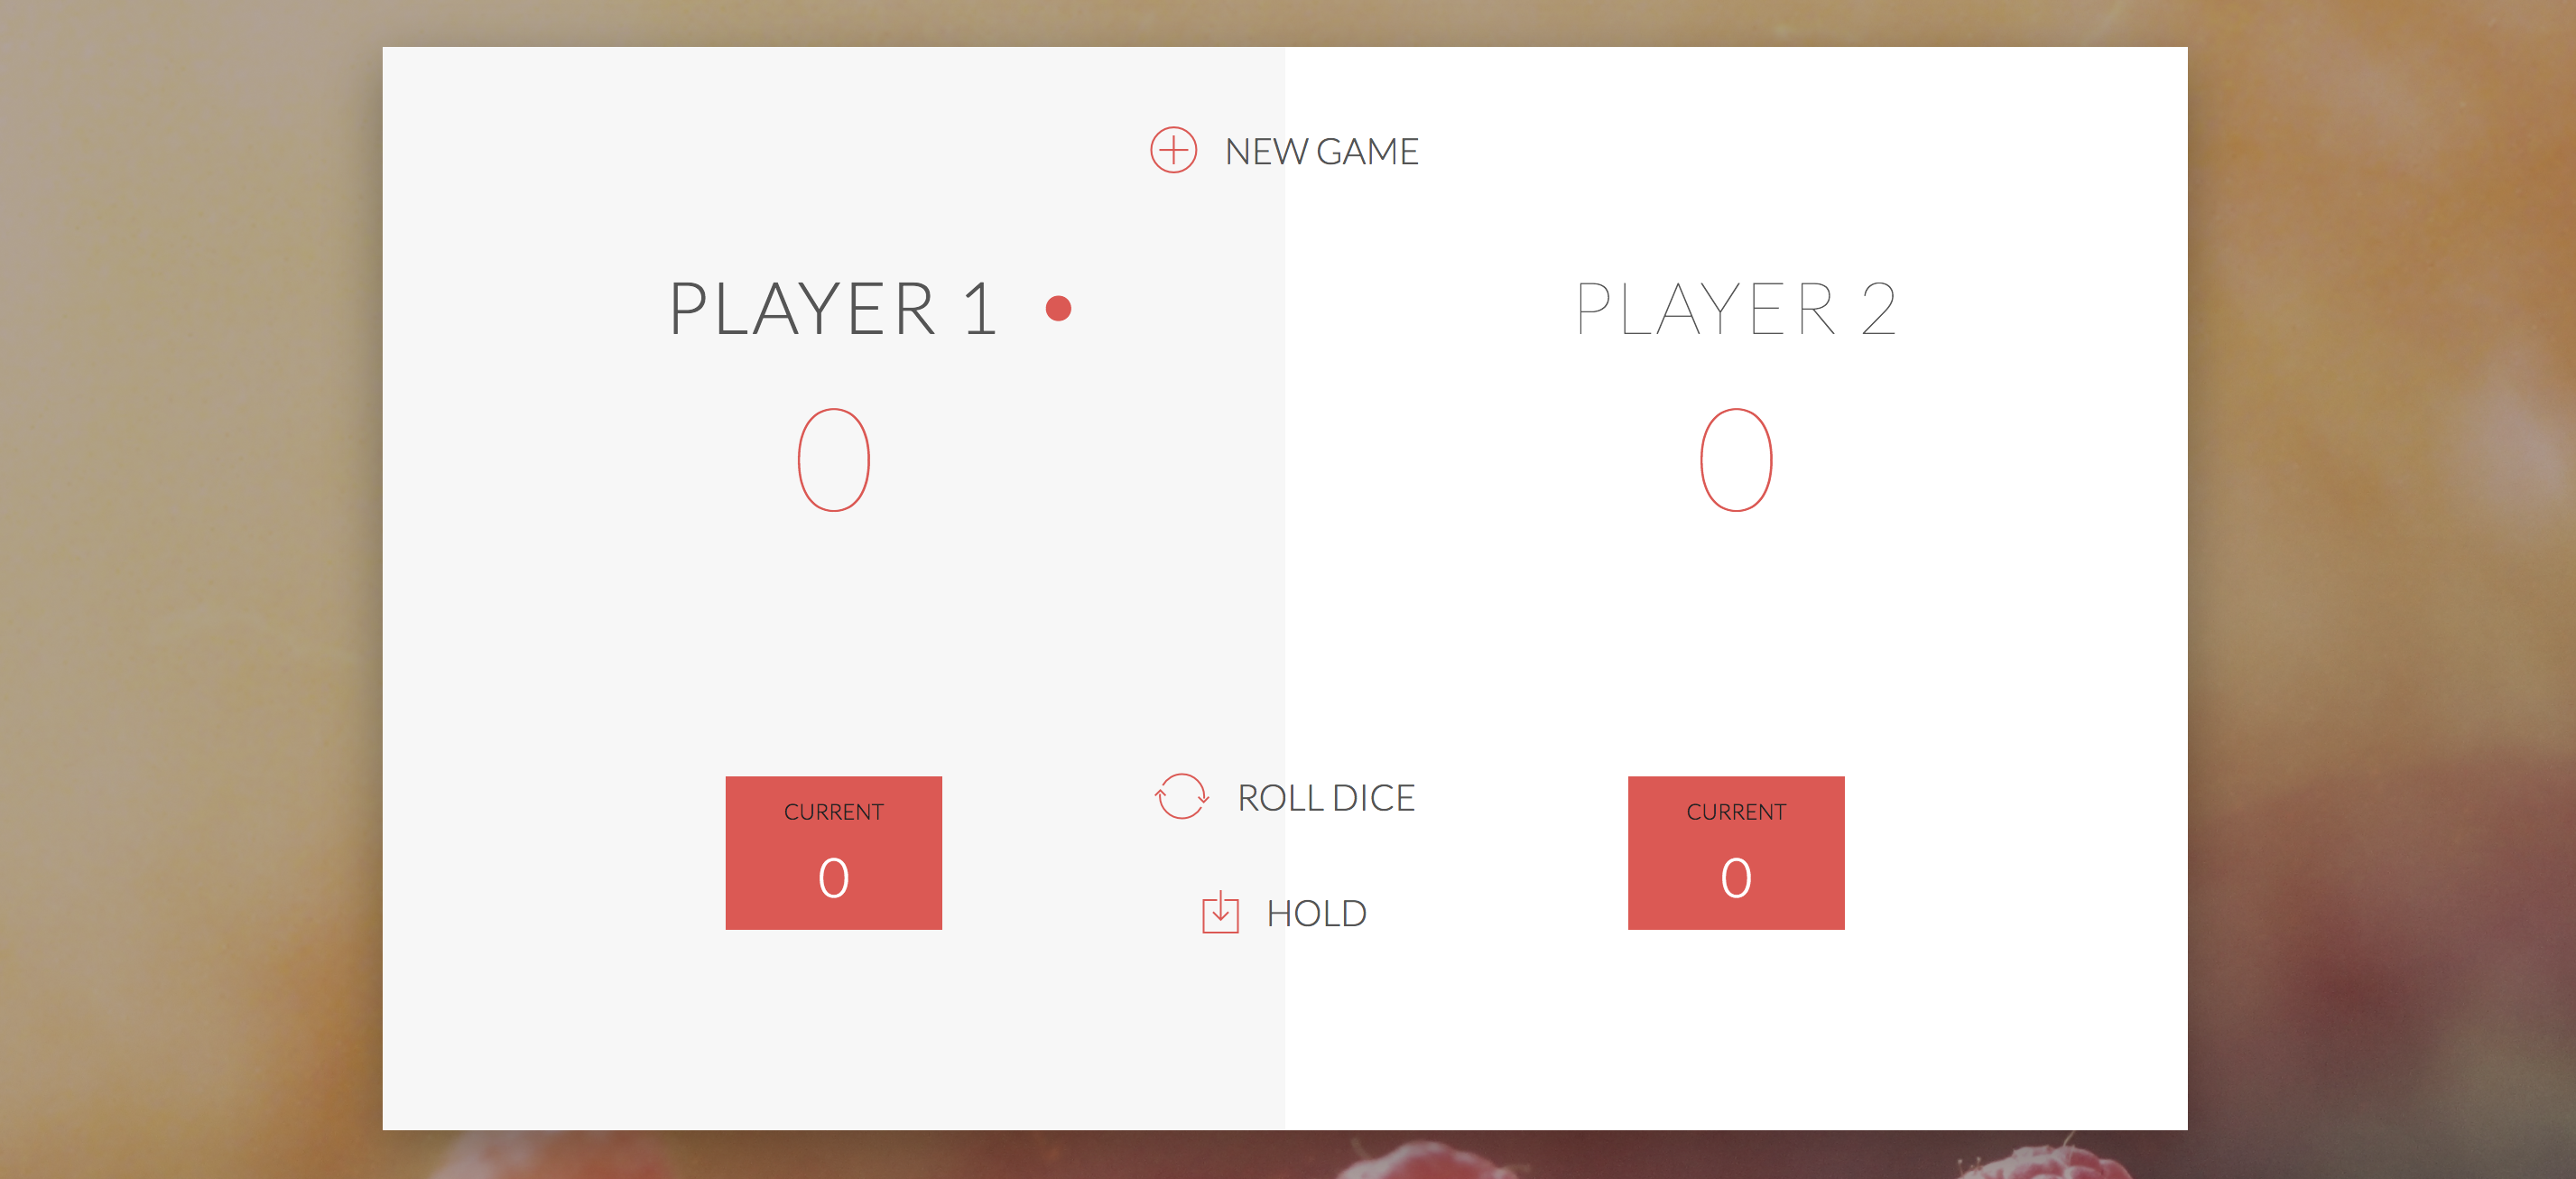 NEW GAME
PLAYER 1
0
PLAYER 2
0
CURRENT
0
ROLL DICE
HOLD
CURRENT
0